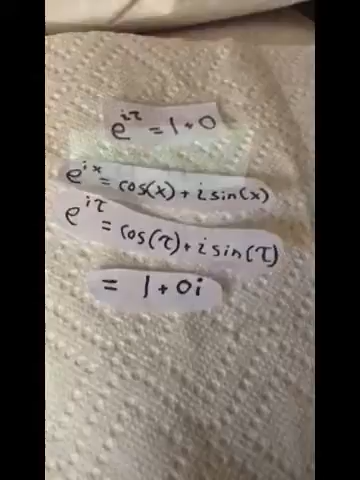 e^{iτ} = 1 + 0
e^{ix} = cos(x) + i sin(x)
e^{iτ} = cos(τ) + i sin(τ)
= 1 + 0i